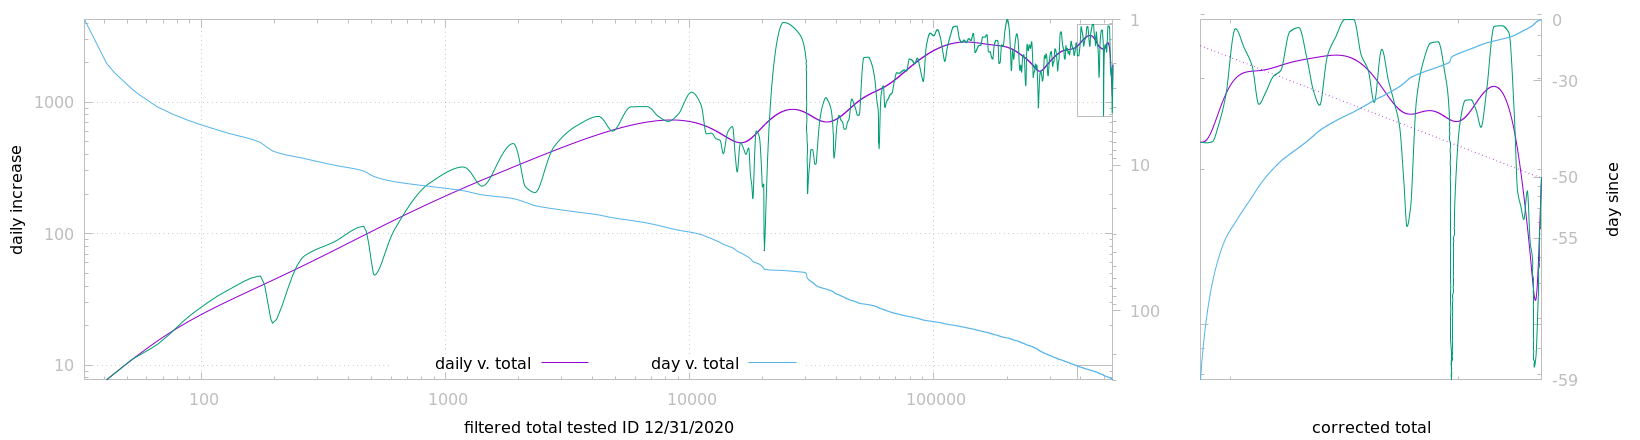 daily increase
1000
100
10
100
1000
10000
100000
filtered total tested ID 12/31/2020
daily v. total
day v. total
1
10
100
0
-30
-50
-55
-59
day since
corrected total